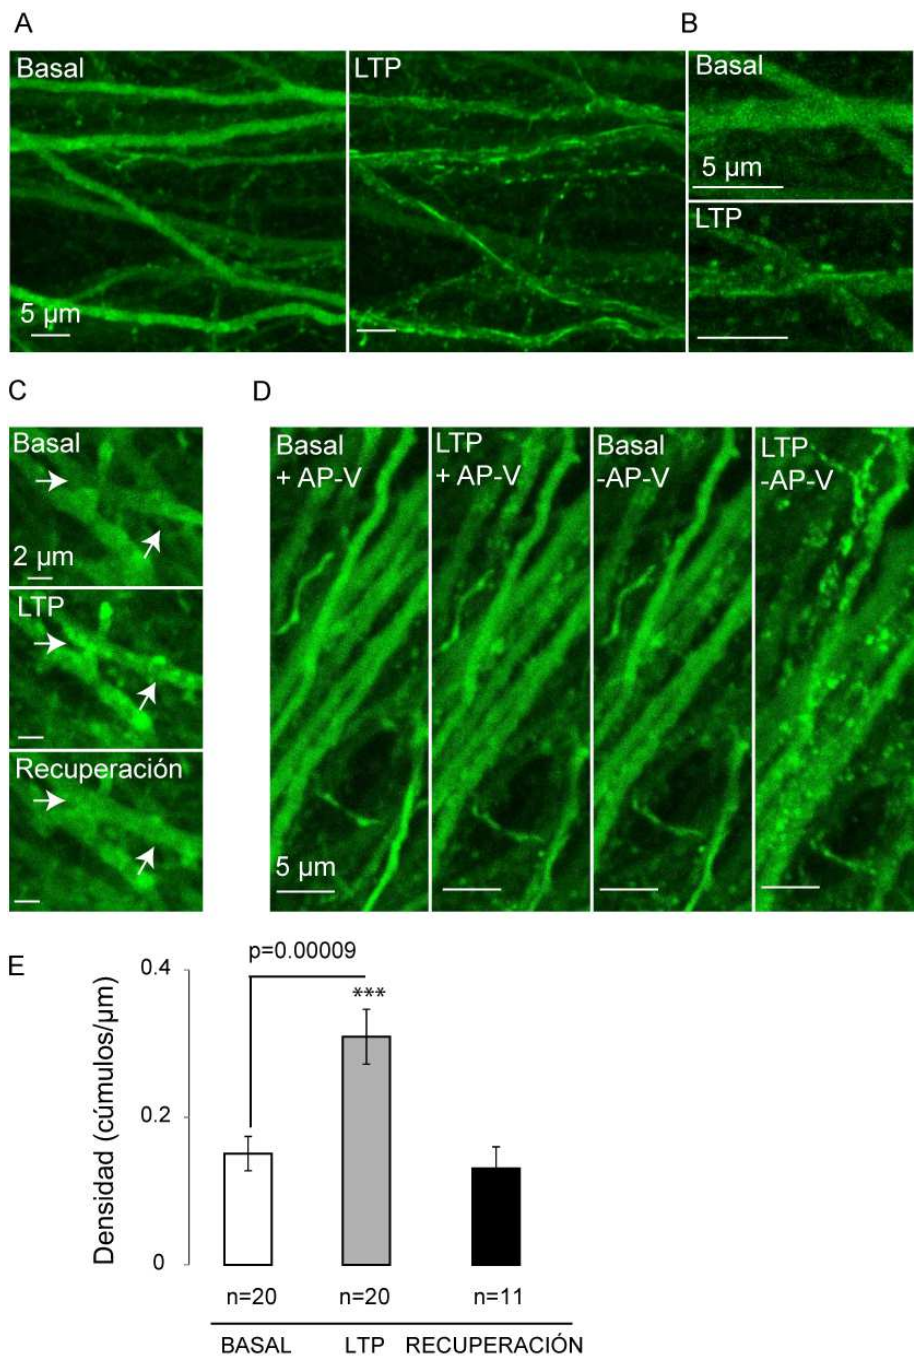 A
B
Basal
LTP
Basal
5 µm
LTP
5 µm
C
D
Basal
2 µm
LTP
Recuperación
Basal
+ AP-V
LTP
+ AP-V
Basal
-AP-V
LTP
-AP-V
5 µm
E
p=0.00009
0.4
***
Densidad (cúmulos/µm)
0.2
0
n=20
n=20
n=11
BASAL
LTP
RECUPERACIÓN